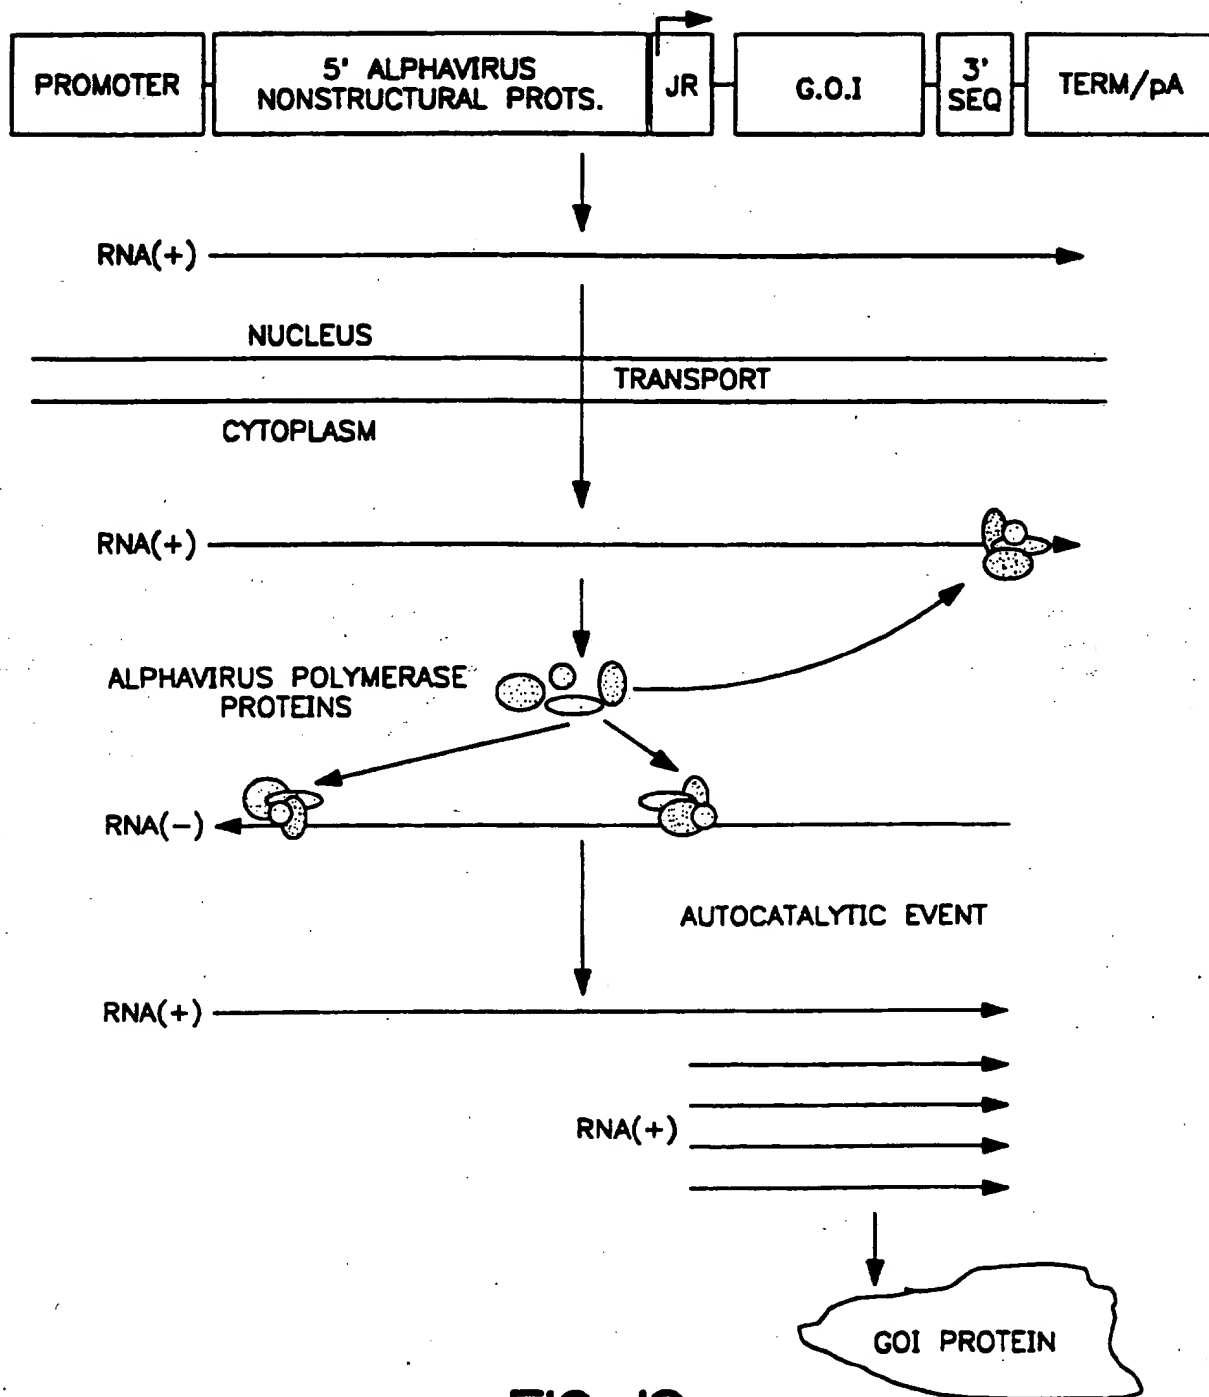 PROMOTER
5' ALPHAVIRUS
NONSTRUCTURAL PROTS.
JR
G.O.I
3'
SEQ
TERM/pA
RNA(+)
NUCLEUS
TRANSPORT
CYTOPLASM
RNA(+)
ALPHAVIRUS POLYMERASE
PROTEINS
RNA(-)
AUTOCATALYTIC EVENT
RNA(+)
RNA(+)
GOI PROTEIN